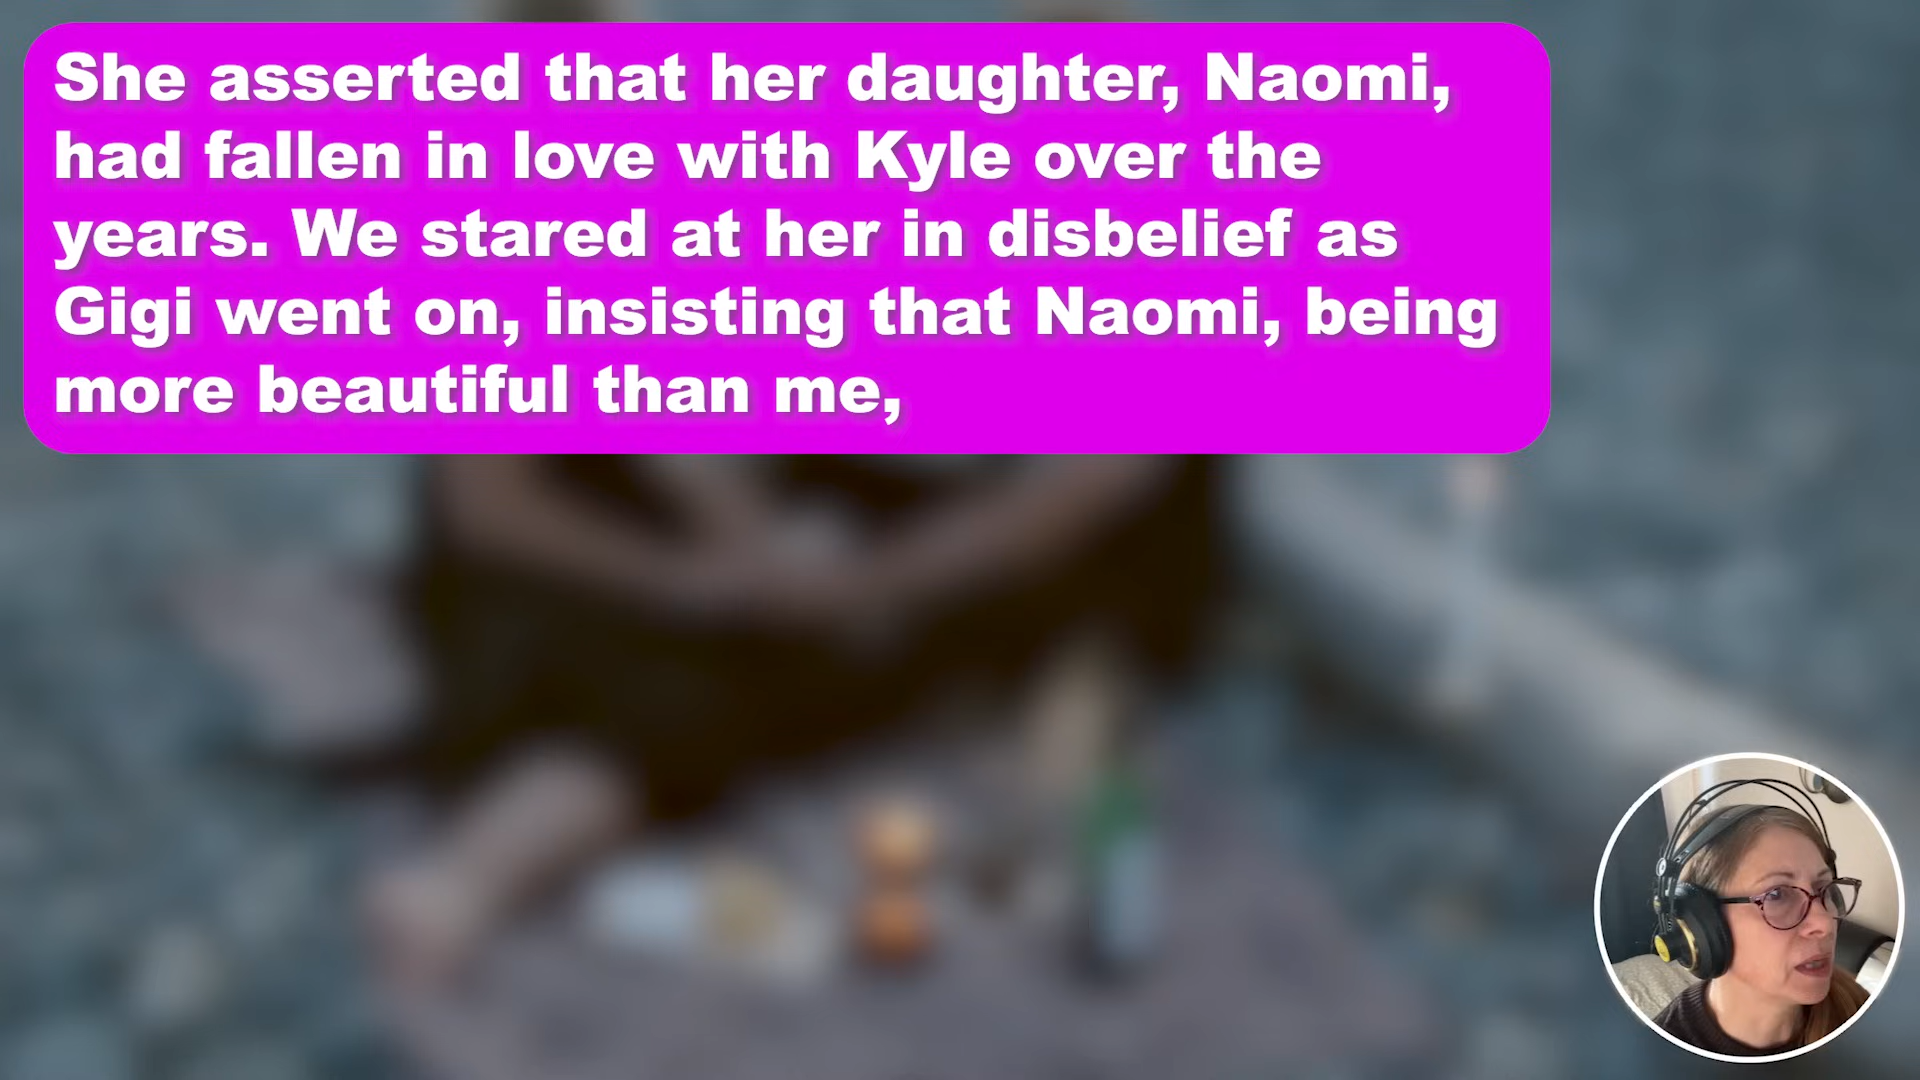 She asserted that her daughter, Naomi,
had fallen in love with Kyle over the
years. We stared at her in disbelief as
Gigi went on, insisting that Naomi, being
more beautiful than me,